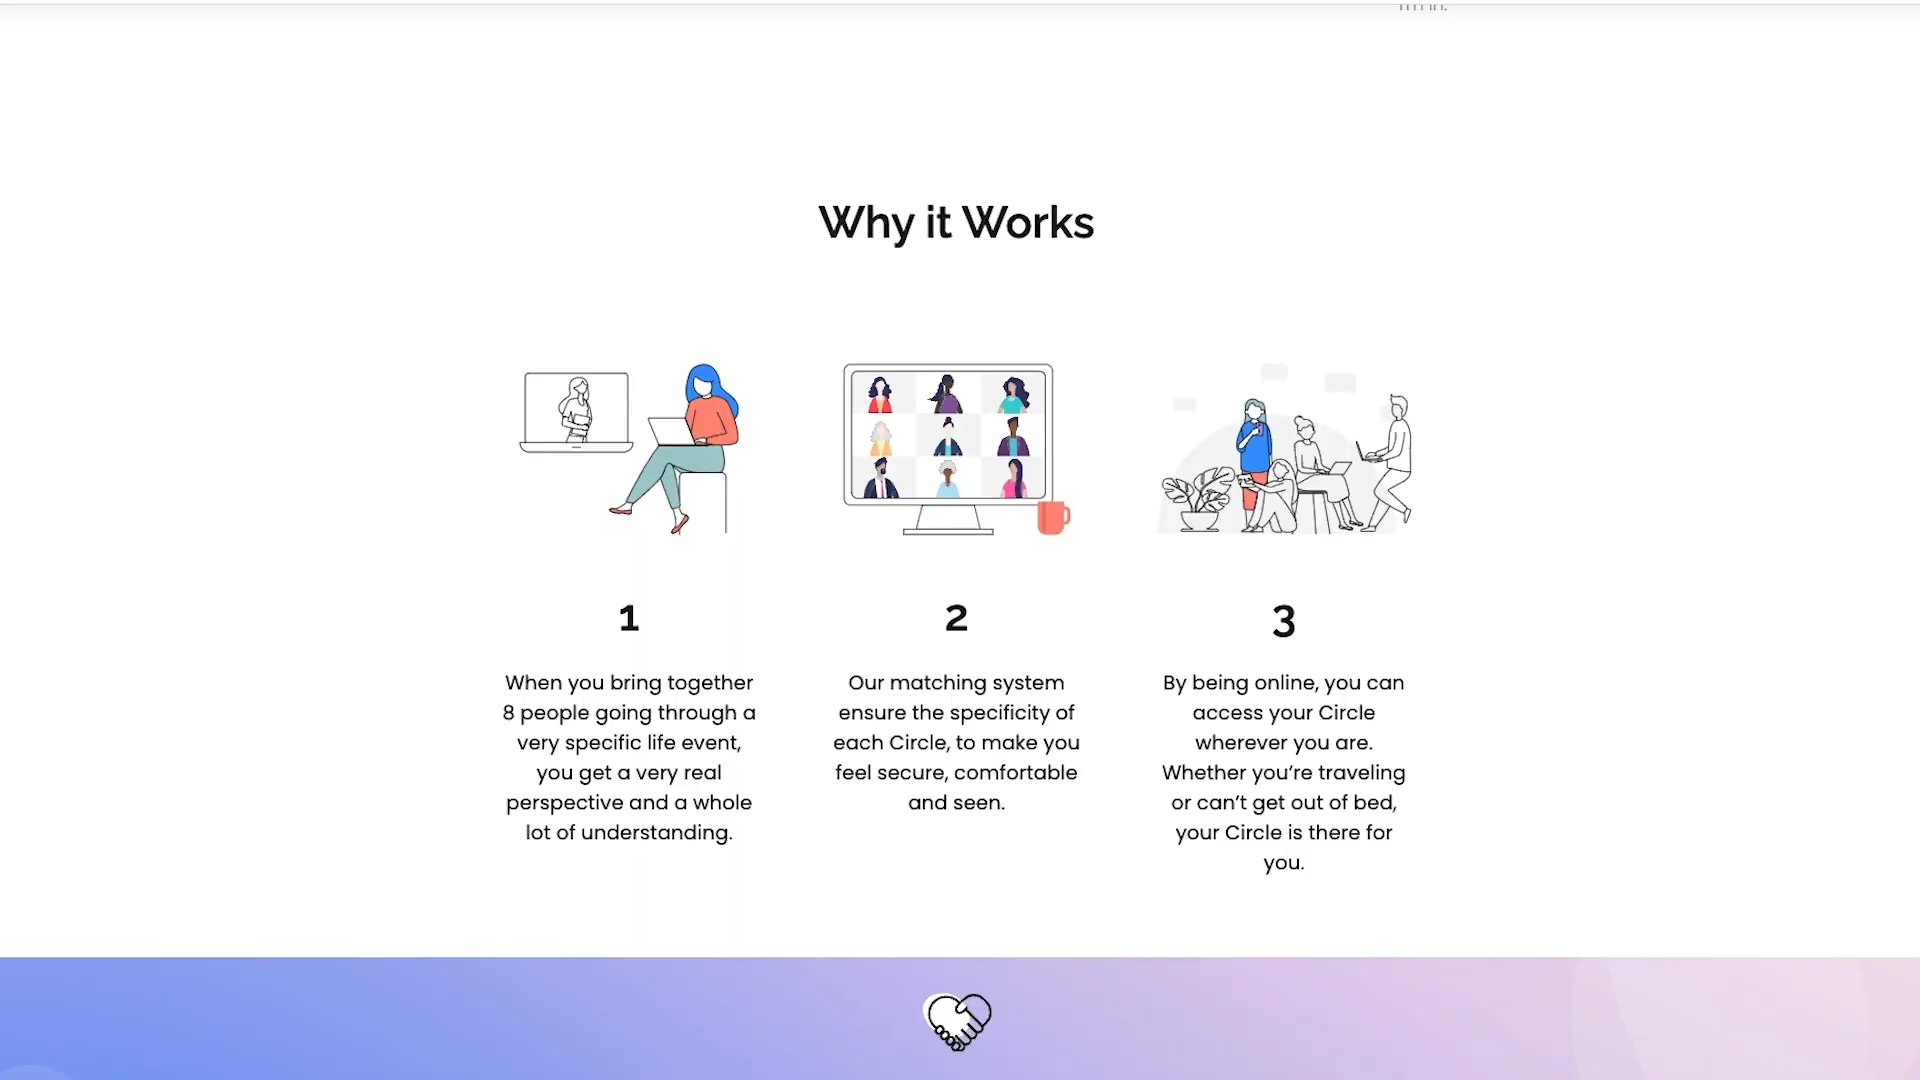 Why it Works
1
When you bring together
8 people going through a
very specific life event,
you get a very real
perspective and a whole
lot of understanding.
2
Our matching system
ensure the specificity of
each Circle, to make you
feel secure, comfortable
and seen.
3
By being online, you can
access your Circle
wherever you are.
Whether you’re traveling
or can’t get out of bed,
your Circle is there for
you.